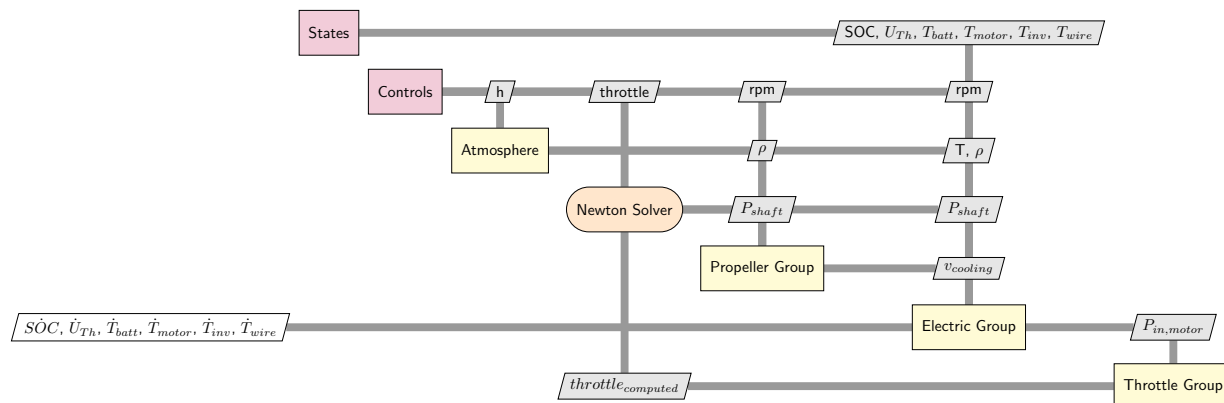 States
SOC, U_Th, T_batt, T_motor, T_inv, T_wire
Controls
h
throttle
rpm
rpm
Atmosphere
ρ
T, ρ
Newton Solver
P_shaft
P_shaft
Propeller Group
v_cooling
SȮC, U̇_Th, Ṫ_batt, Ṫ_motor, Ṫ_inv, Ṫ_wire
Electric Group
P_in,motor
throttle_computed
Throttle Group